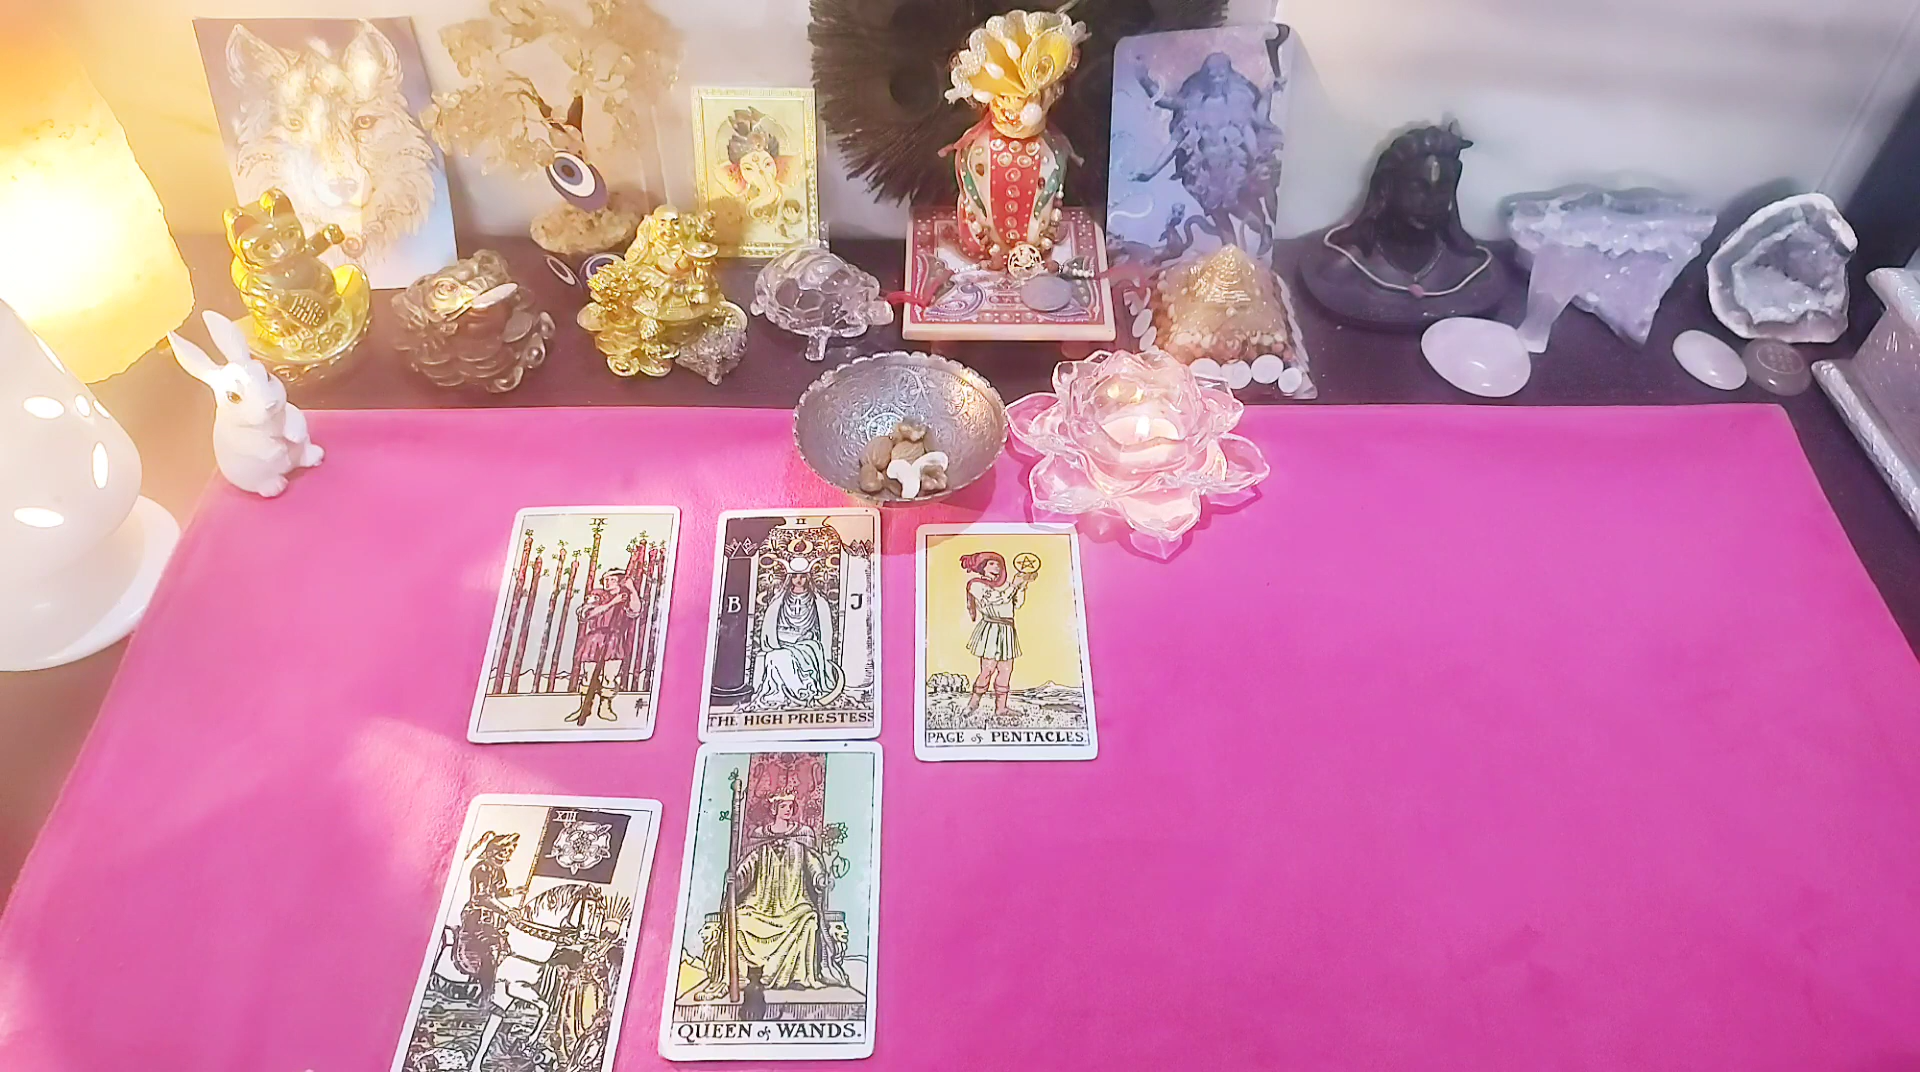 IX
II
B
J
THE HIGH PRIESTESS
PAGE of PENTACLES.
XIII
QUEEN of WANDS.